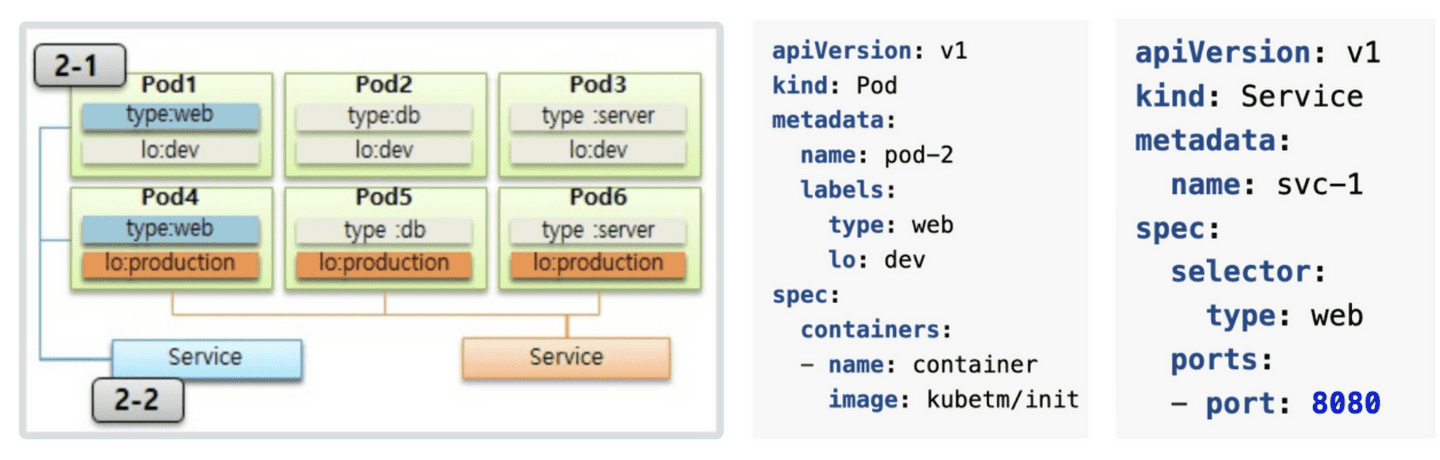 2-1
Pod1
type:web
lo:dev
Pod2
type:db
lo:dev
Pod3
type :server
lo:dev
Pod4
type:web
lo:production
Pod5
type :db
lo:production
Pod6
type :server
lo:production
Service
2-2
Service
apiVersion: v1
kind: Pod
metadata:
  name: pod-2
  labels:
    type: web
    lo: dev
spec:
  containers:
  - name: container
    image: kubetm/init
apiVersion: v1
kind: Service
metadata:
  name: svc-1
spec:
  selector:
    type: web
  ports:
  - port: 8080